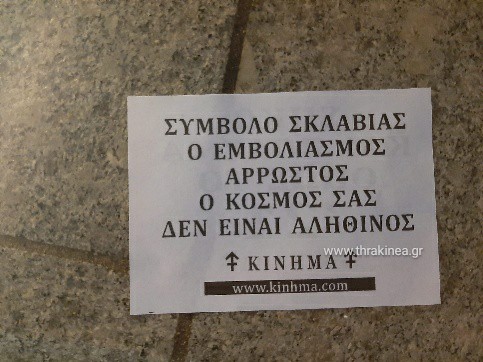 ΣΥΜΒΟΛΟ ΣΚΛΑΒΙΑΣ
Ο ΕΜΒΟΛΙΑΣΜΟΣ
ΑΡΡΩΣΤΟΣ
Ο ΚΟΣΜΟΣ ΣΑΣ
ΔΕΝ ΕΙΝΑΙ ΑΛΗΘΙΝΟΣ
www.thrakinea.gr
ΚΙΝΗΜΑ
www.kinhma.com